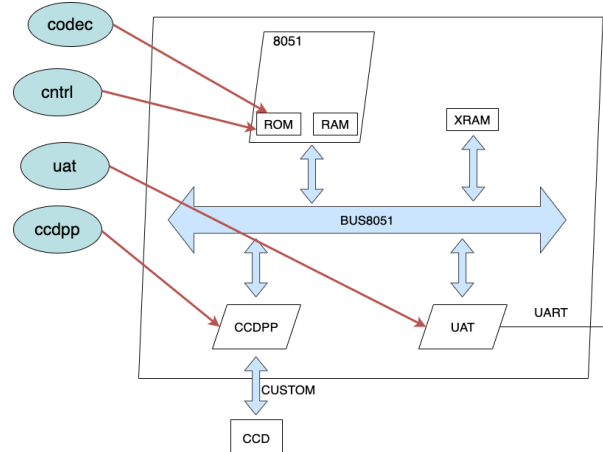 codec
8051
cntrl
ROM
RAM
XRAM
uat
BUS8051
ccdpp
CCDPP
UAT
UART
CUSTOM
CCD